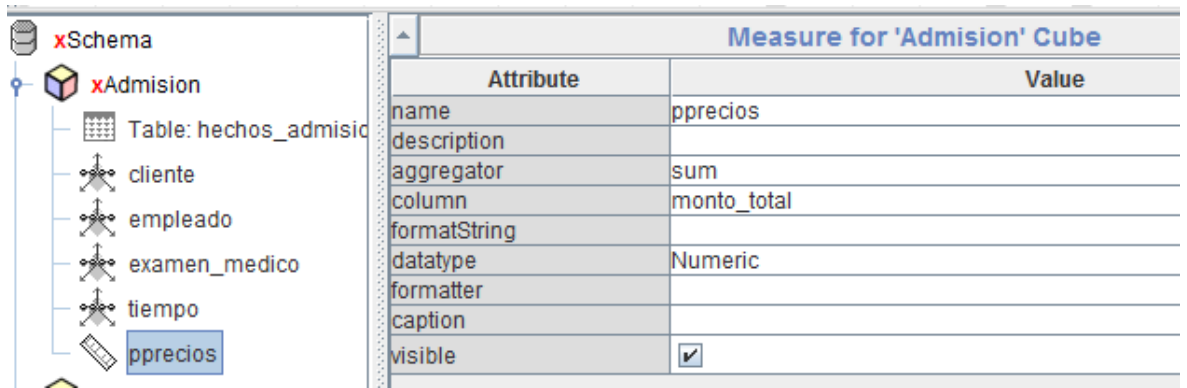 xSchema
xAdmision
Table: hechos_admisic
cliente
empleado
examen_medico
tiempo
pprecios
Measure for 'Admision' Cube
Attribute Value
name pprecios
description
aggregator sum
column monto_total
formatString
datatype Numeric
formatter
caption
visible